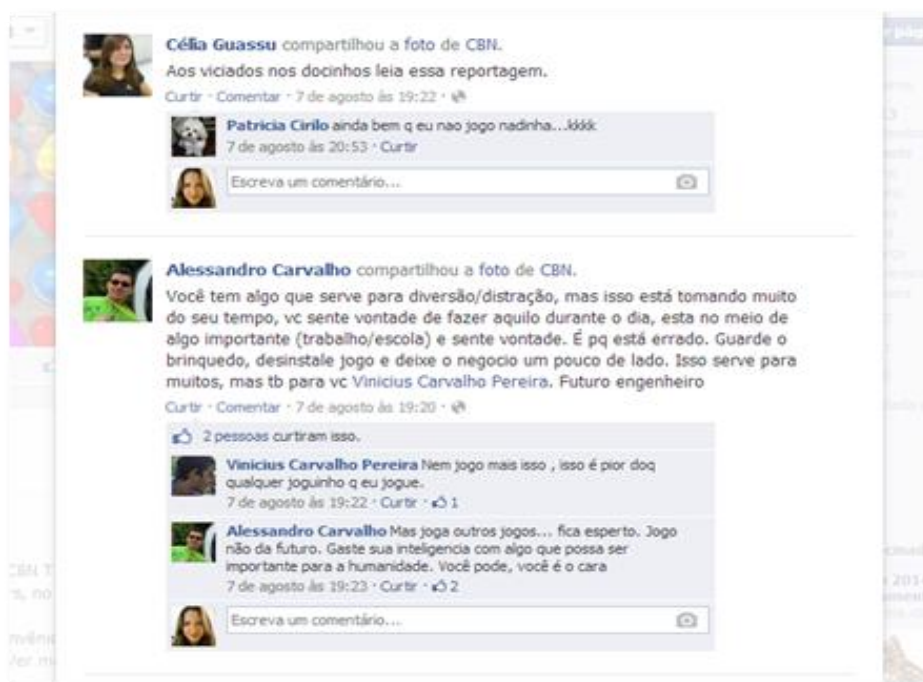 Célia Guassu compartilhou a foto de CBN.
Aos viciados nos docinhos leia essa reportagem.
Curtir · Comentar · 7 de agosto às 19:22 ·
Patricia Cirilo ainda bem q eu nao jogo nadinha...kkkk
7 de agosto às 20:53 · Curtir
Escreva um comentário...
Alessandro Carvalho compartilhou a foto de CBN.
Você tem algo que serve para diversão/distração, mas isso está tomando muito
do seu tempo, vc sente vontade de fazer aquilo durante o dia, esta no meio de
algo importante (trabalho/escola) e sente vontade. É pq está errado. Guarde o
brinquedo, desinstale jogo e deixe o negocio um pouco de lado. Isso serve para
muitos, mas tb para vc Vinicius Carvalho Pereira. Futuro engenheiro
Curtir · Comentar · 7 de agosto às 19:20 ·
2 pessoas curtiram isso.
Vinicius Carvalho Pereira Nem jogo mais isso , isso é pior doq
qualquer joguinho q eu jogue.
7 de agosto às 19:22 · Curtir · 1
Alessandro Carvalho Mas joga outros jogos... fica esperto. Jogo
não da futuro. Gaste sua inteligencia com algo que possa ser
importante para a humanidade. Você pode, você é o cara
7 de agosto às 19:23 · Curtir · 2
Escreva um comentário...